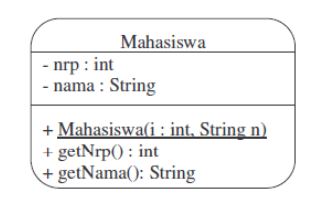 Mahasiswa
- nrp : int
- nama : String
+ Mahasiswa(i : int, String n)
+ getNrp() : int
+ getNama(): String